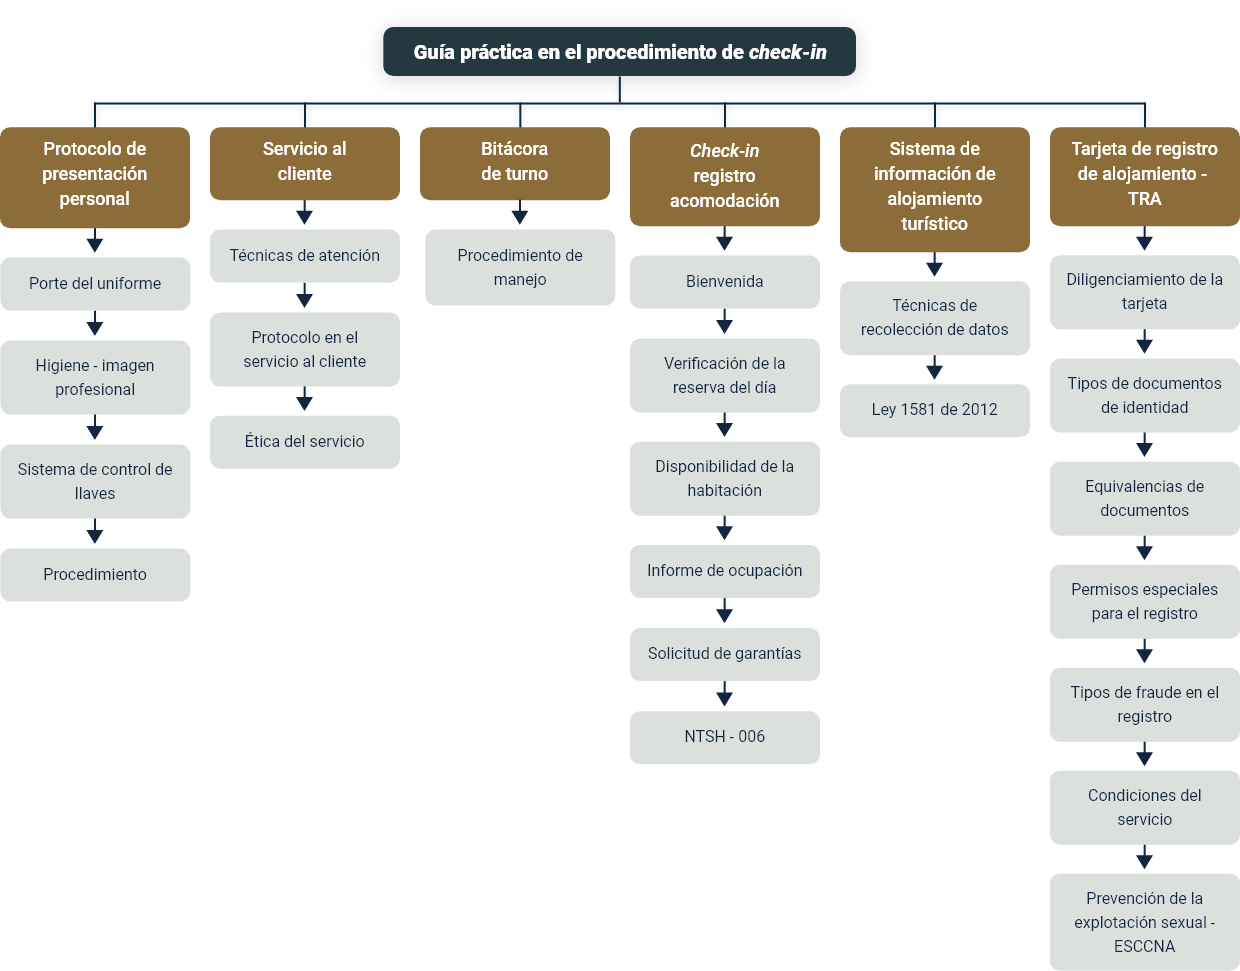 Guía práctica en el procedimiento de check-in
Protocolo de
presentación
personal
Porte del uniforme
Higiene - imagen
profesional
Sistema de control de
llaves
Procedimiento
Servicio al
cliente
Técnicas de atención
Protocolo en el
servicio al cliente
Ética del servicio
Bitácora
de turno
Procedimiento de
manejo
Check-in
registro
acomodación
Bienvenida
Verificación de la
reserva del día
Disponibilidad de la
habitación
Informe de ocupación
Solicitud de garantías
NTSH - 006
Sistema de
información de
alojamiento
turístico
Técnicas de
recolección de datos
Ley 1581 de 2012
Tarjeta de registro
de alojamiento -
TRA
Diligenciamiento de la
tarjeta
Tipos de documentos
de identidad
Equivalencias de
documentos
Permisos especiales
para el registro
Tipos de fraude en el
registro
Condiciones del
servicio
Prevención de la
explotación sexual -
ESCCNA